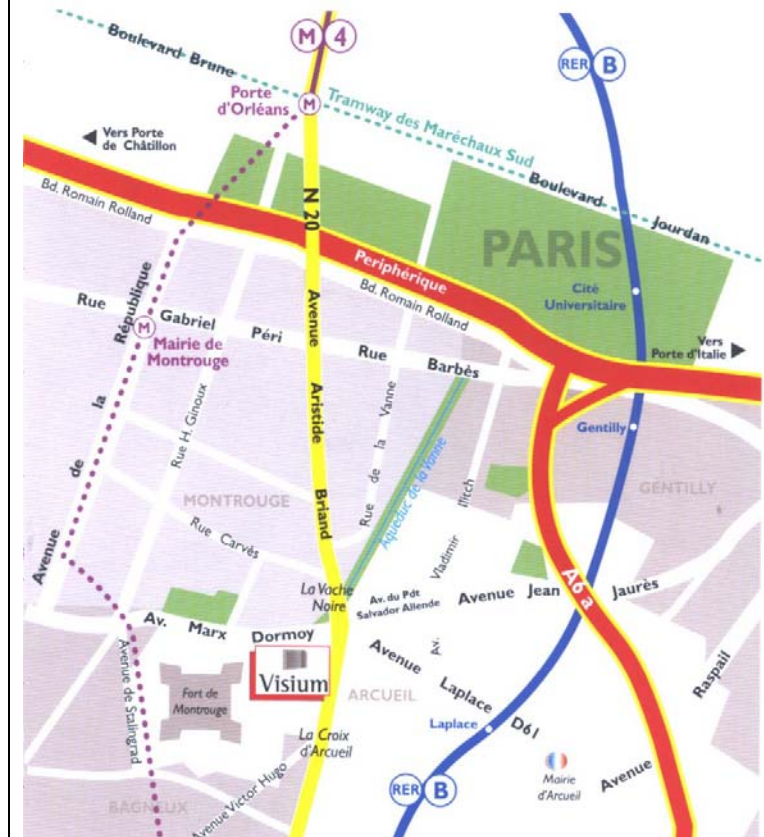 M 4
RER B
Boulevard Brune
Porte
d'Orléans
M
Tramway des Maréchaux Sud
Vers Porte
de Châtillon
Boulevard Jourdan
Bd. Romain Rolland
N 20
PARIS
Periphérique
Bd. Romain Rolland
Cité
Universitaire
Vers
Porte d'Italie
Rue Gabriel Péri
M
Mairie de
Montrouge
Rue Barbès
Avenue de la République
Rue H. Ginoux
Avenue Aristide Briand
Rue de la Vanne
Aqueduc de la Vanne
Gentilly
GENTILLY
MONTROUGE
Rue Carvès
Av. Vladimir Illitch
La Vache
Noire
Av. du Pdt
Salvador Allende
Avenue Jean Jaurès
A6 a
Av. Marx Dormoy
Avenue de Stalingrad
Fort de
Montrouge
Visium
ARCUEIL
Avenue Laplace D61
Laplace
Avenue Raspail
La Croix
d'Arcueil
Mairie
d'Arcueil
RER B
BAGNEUX
Avenue Victor Hugo